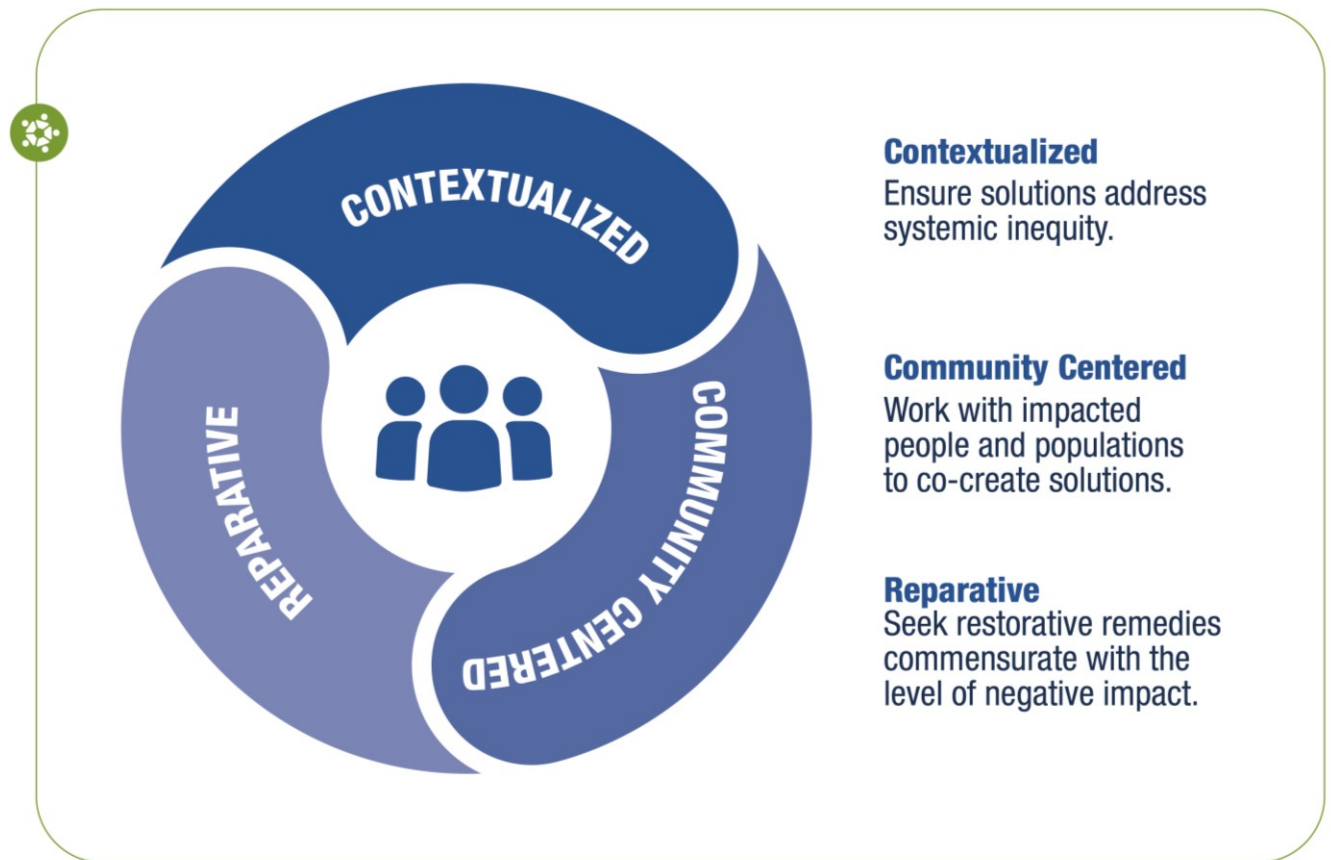 CONTEXTUALIZED
COMMUNITY CENTERED
REPARATIVE
Contextualized
Ensure solutions address
systemic inequity.
Community Centered
Work with impacted
people and populations
to co-create solutions.
Reparative
Seek restorative remedies
commensurate with the
level of negative impact.